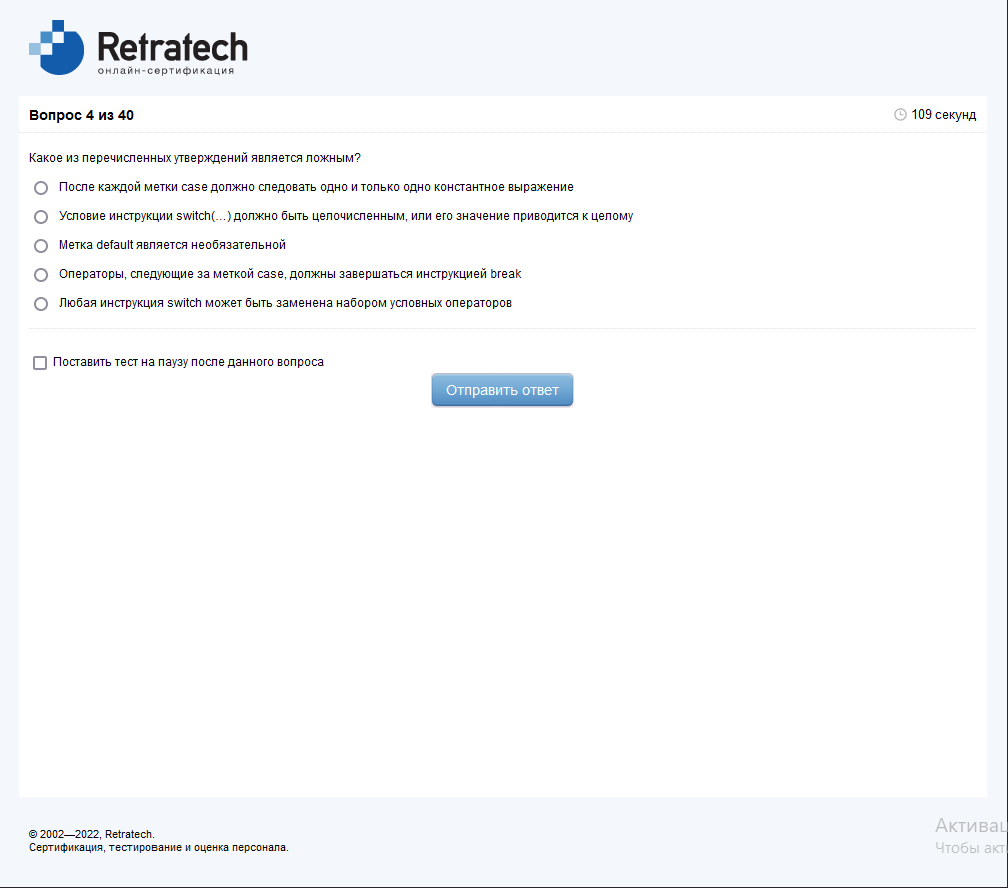 Retratech
онлайн-сертификация
Вопрос 4 из 40
109 секунд
Какое из перечисленных утверждений является ложным?
После каждой метки case должно следовать одно и только одно константное выражение
Условие инструкции switch(…) должно быть целочисленным, или его значение приводится к целому
Метка default является необязательной
Операторы, следующие за меткой case, должны завершаться инструкцией break
Любая инструкция switch может быть заменена набором условных операторов
Поставить тест на паузу после данного вопроса
Отправить ответ
© 2002—2022, Retratech.
Сертификация, тестирование и оценка персонала.
Активац
Чтобы акт